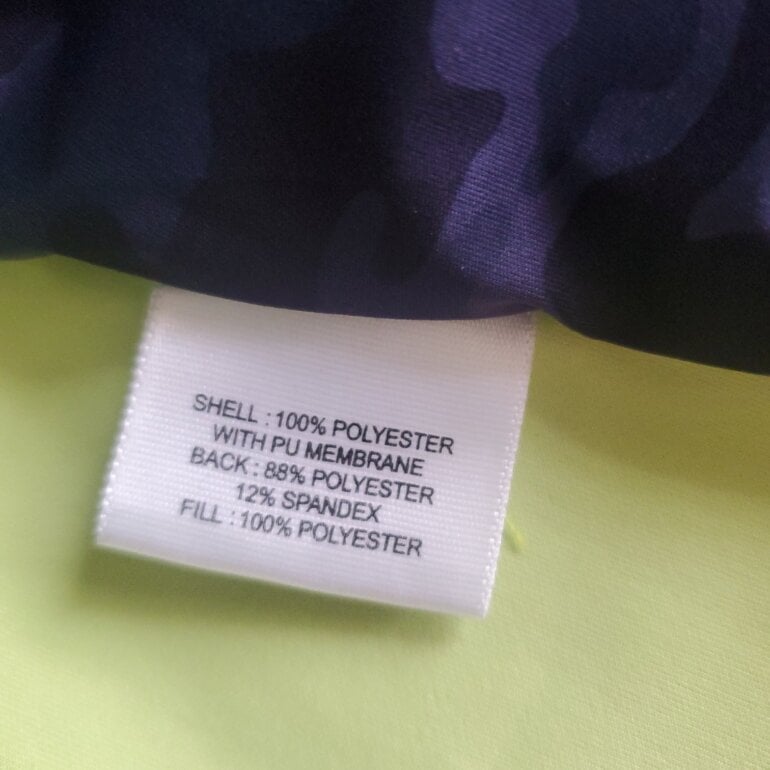 SHELL : 100% POLYESTER
WITH PU MEMBRANE
BACK : 88% POLYESTER
12% SPANDEX
FILL : 100% POLYESTER